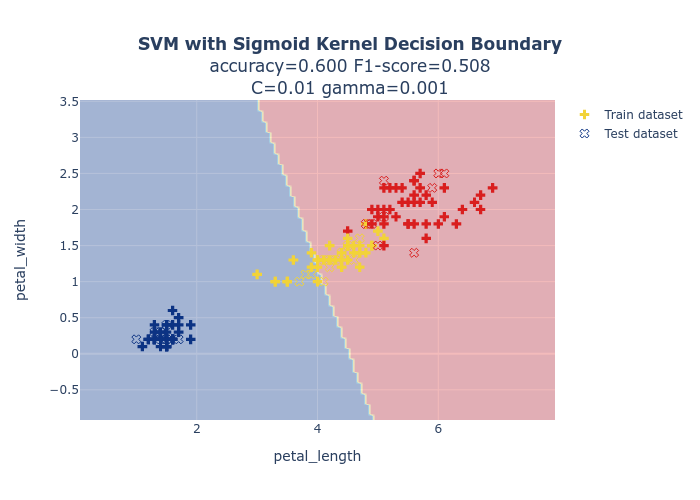 SVM with Sigmoid Kernel Decision Boundary
accuracy=0.600 F1-score=0.508
C=0.01 gamma=0.001
Train dataset
Test dataset
3.5
3
2.5
2
1.5
1
0.5
0
−0.5
petal_width
2
4
6
petal_length